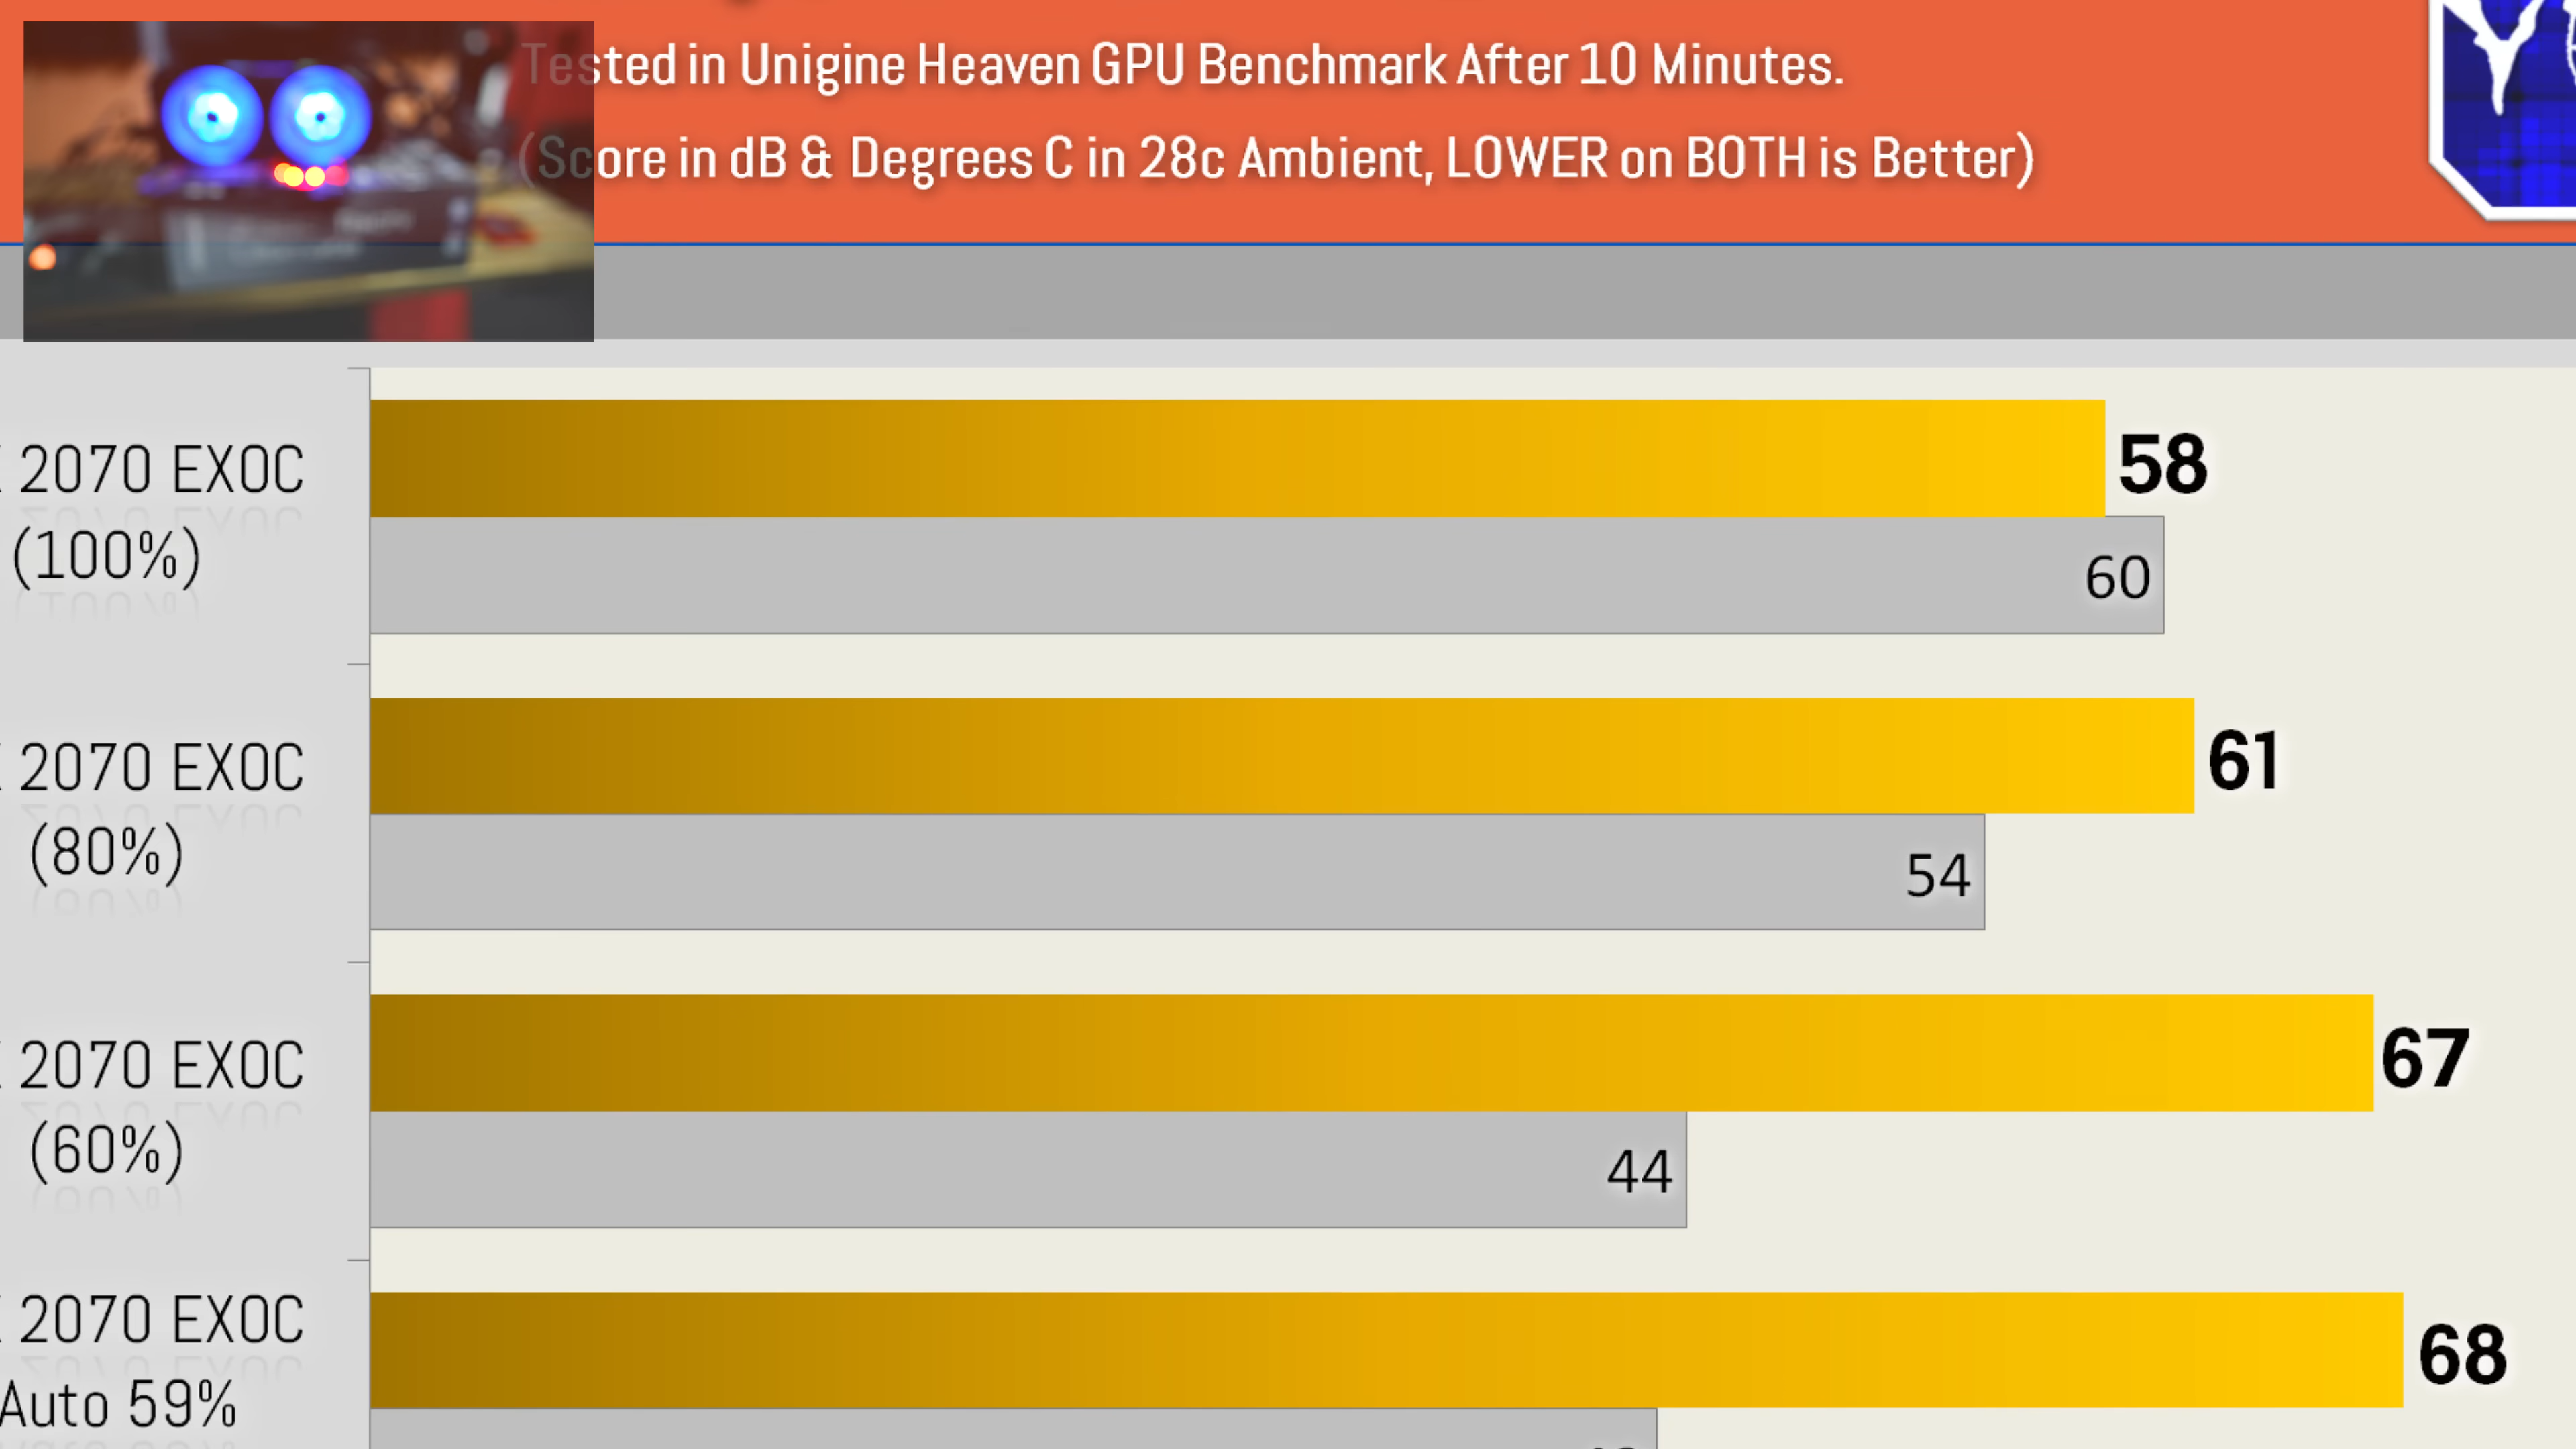 Tested in Unigine Heaven GPU Benchmark After 10 Minutes.
(Score in dB & Degrees C in 28c Ambient, LOWER on BOTH is Better)
2070 EXOC
(100%)
58
60
2070 EXOC
(80%)
61
54
2070 EXOC
(60%)
67
44
2070 EXOC
Auto 59%
68